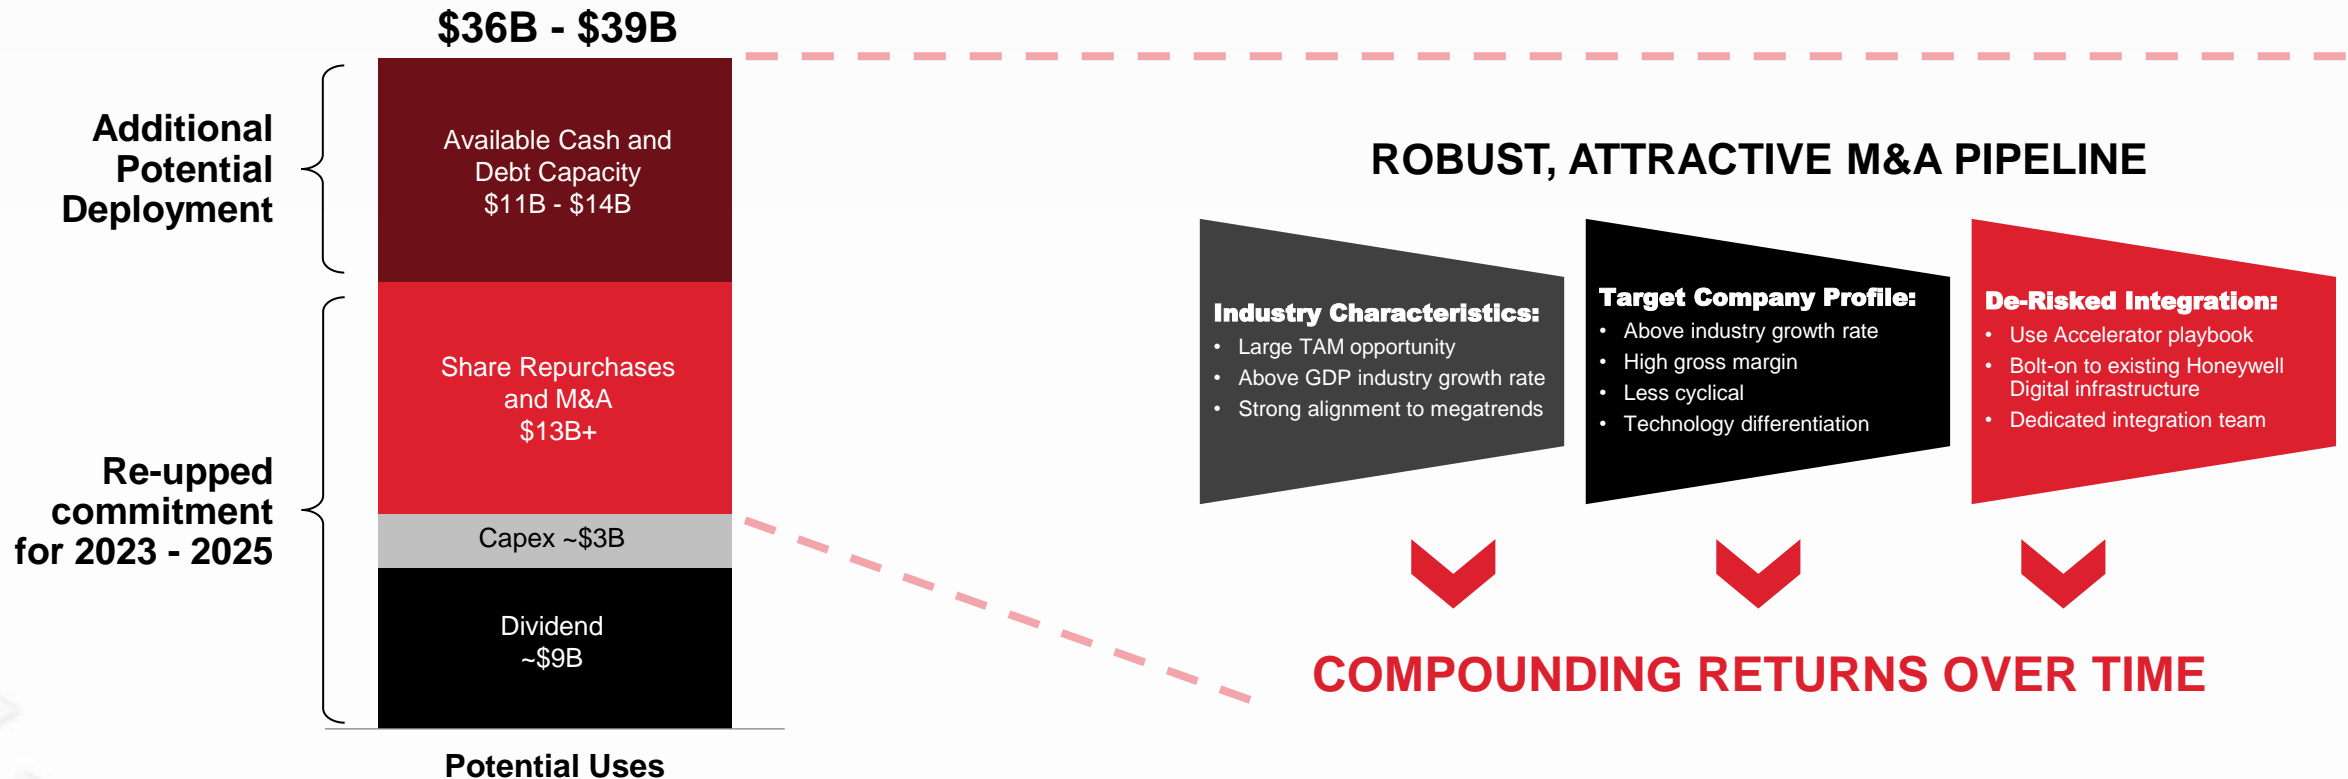 $36B - $39B
Additional
Potential
Deployment
Available Cash and
Debt Capacity
$11B - $14B
Share Repurchases
and M&A
$13B+
Re-upped
commitment
for 2023 - 2025
Capex ~$3B
Dividend
~$9B
Potential Uses
ROBUST, ATTRACTIVE M&A PIPELINE
Industry Characteristics:
• Large TAM opportunity
• Above GDP industry growth rate
• Strong alignment to megatrends
Target Company Profile:
• Above industry growth rate
• High gross margin
• Less cyclical
• Technology differentiation
De-Risked Integration:
• Use Accelerator playbook
• Bolt-on to existing Honeywell
Digital infrastructure
• Dedicated integration team
COMPOUNDING RETURNS OVER TIME